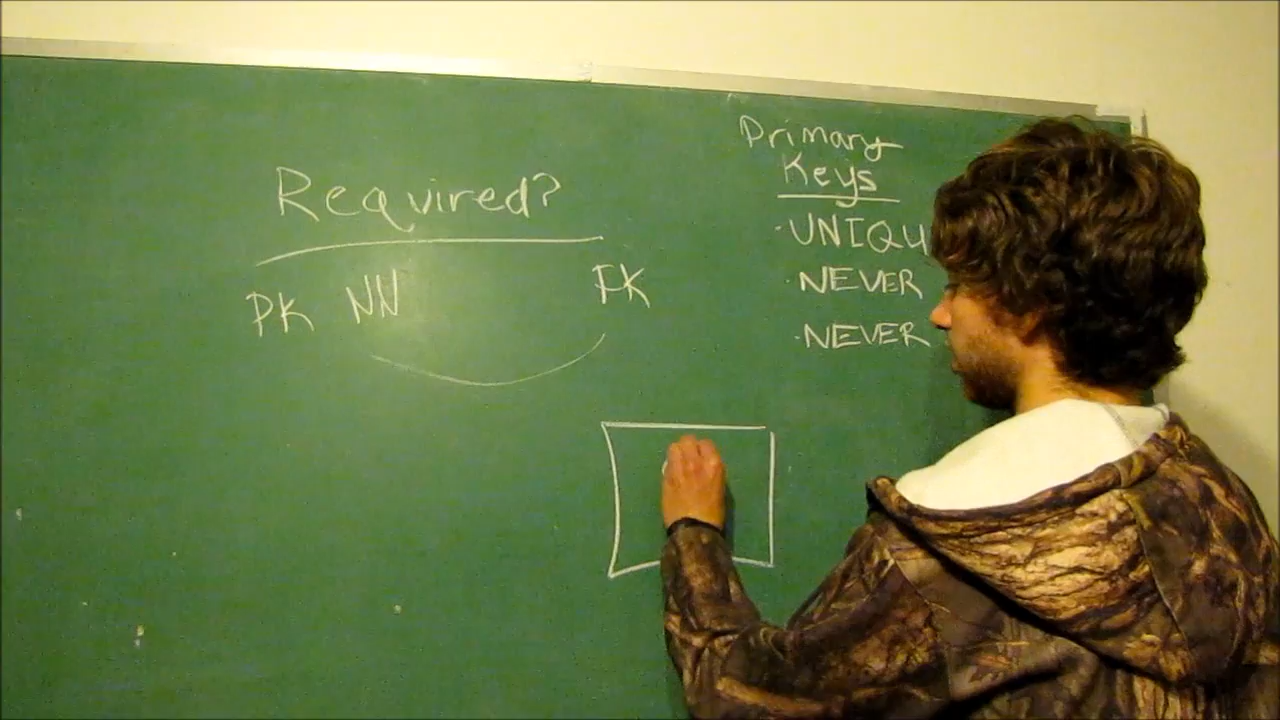 Required?
PK NN FK
Primary
Keys
·UNIQU
·NEVER
·NEVER